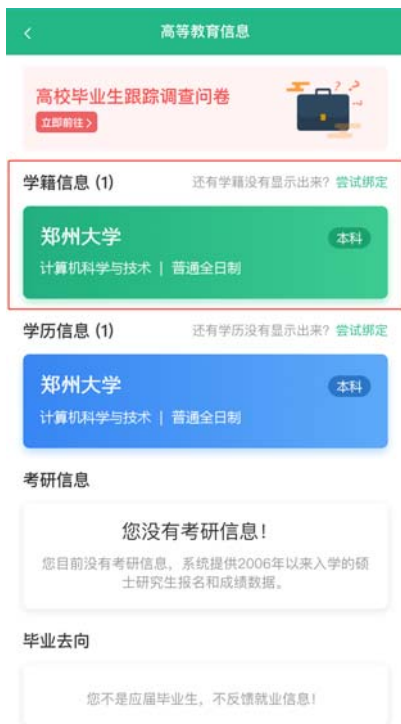 高等教育信息
高校毕业生跟踪调查问卷
立即前往 >
学籍信息 (1) 还有学籍没有显示出来？尝试绑定
郑州大学 本科
计算机科学与技术 | 普通全日制
学历信息 (1) 还有学历没有显示出来？尝试绑定
郑州大学 本科
计算机科学与技术 | 普通全日制
考研信息
您没有考研信息！
您目前没有考研信息，系统提供2006年以来入学的硕
士研究生报名和成绩数据。
毕业去向
您不是应届毕业生，不反馈就业信息！